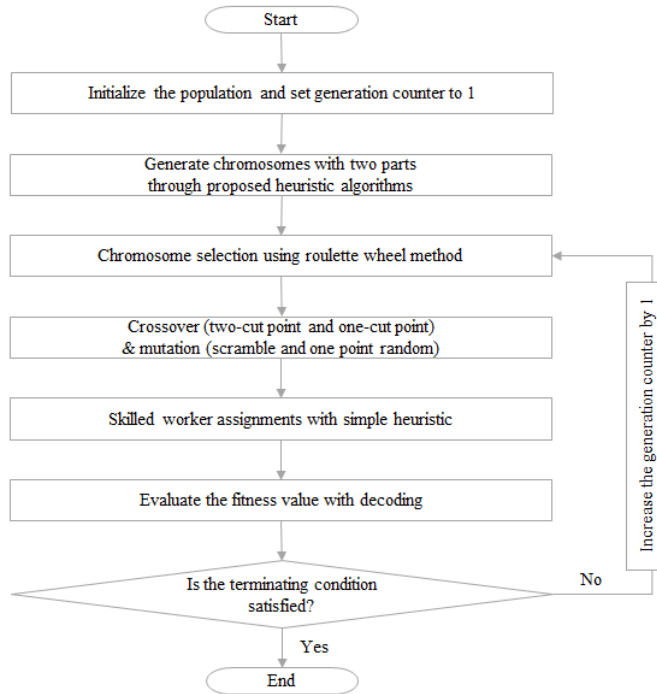 Start
Initialize the population and set generation counter to 1
Generate chromosomes with two parts
through proposed heuristic algorithms
Chromosome selection using roulette wheel method
Crossover (two-cut point and one-cut point)
& mutation (scramble and one point random)
Skilled worker assignments with simple heuristic
Evaluate the fitness value with decoding
Is the terminating condition
satisfied?
No
Increase the generation counter by 1
Yes
End